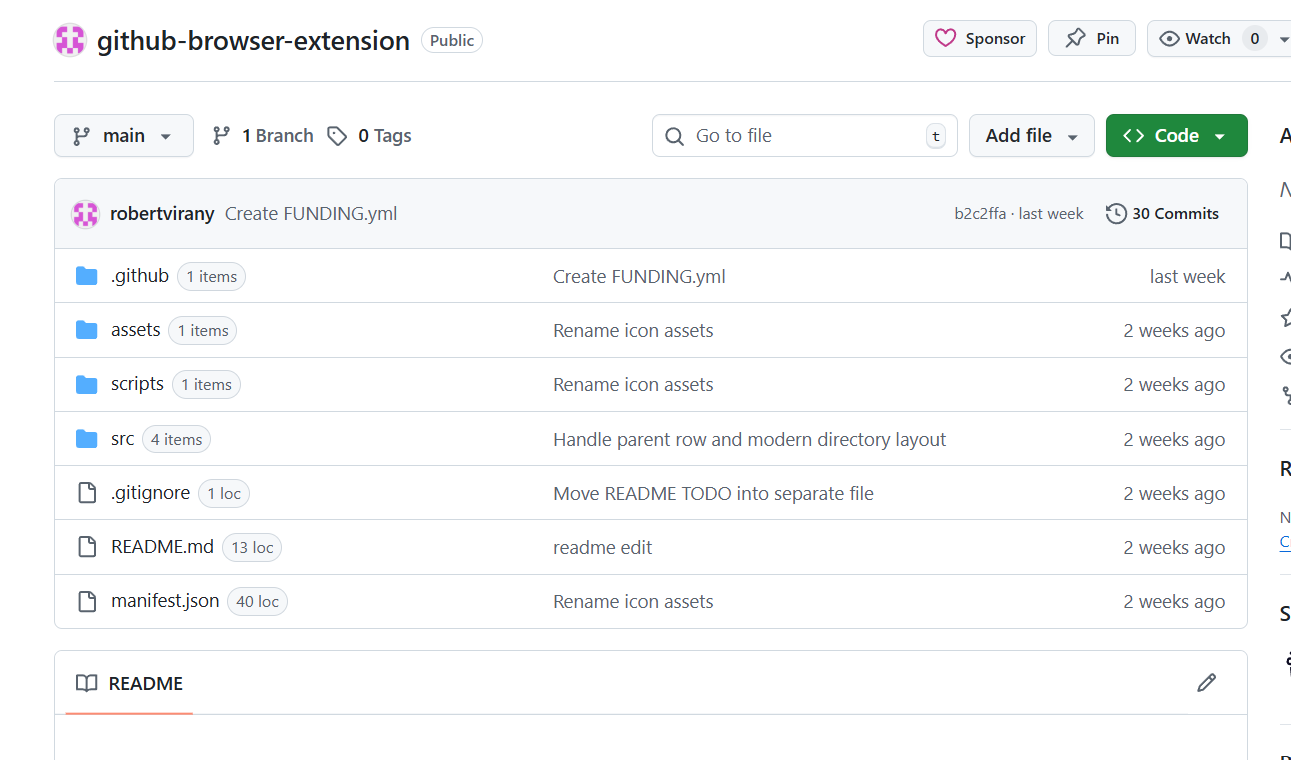 github-browser-extension Public Sponsor Pin Watch 0
main 1 Branch 0 Tags Go to file t Add file Code
robertvirany Create FUNDING.yml b2c2ffa · last week 30 Commits
.github 1 items Create FUNDING.yml last week
assets 1 items Rename icon assets 2 weeks ago
scripts 1 items Rename icon assets 2 weeks ago
src 4 items Handle parent row and modern directory layout 2 weeks ago
.gitignore 1 loc Move README TODO into separate file 2 weeks ago
README.md 13 loc readme edit 2 weeks ago
manifest.json 40 loc Rename icon assets 2 weeks ago
README